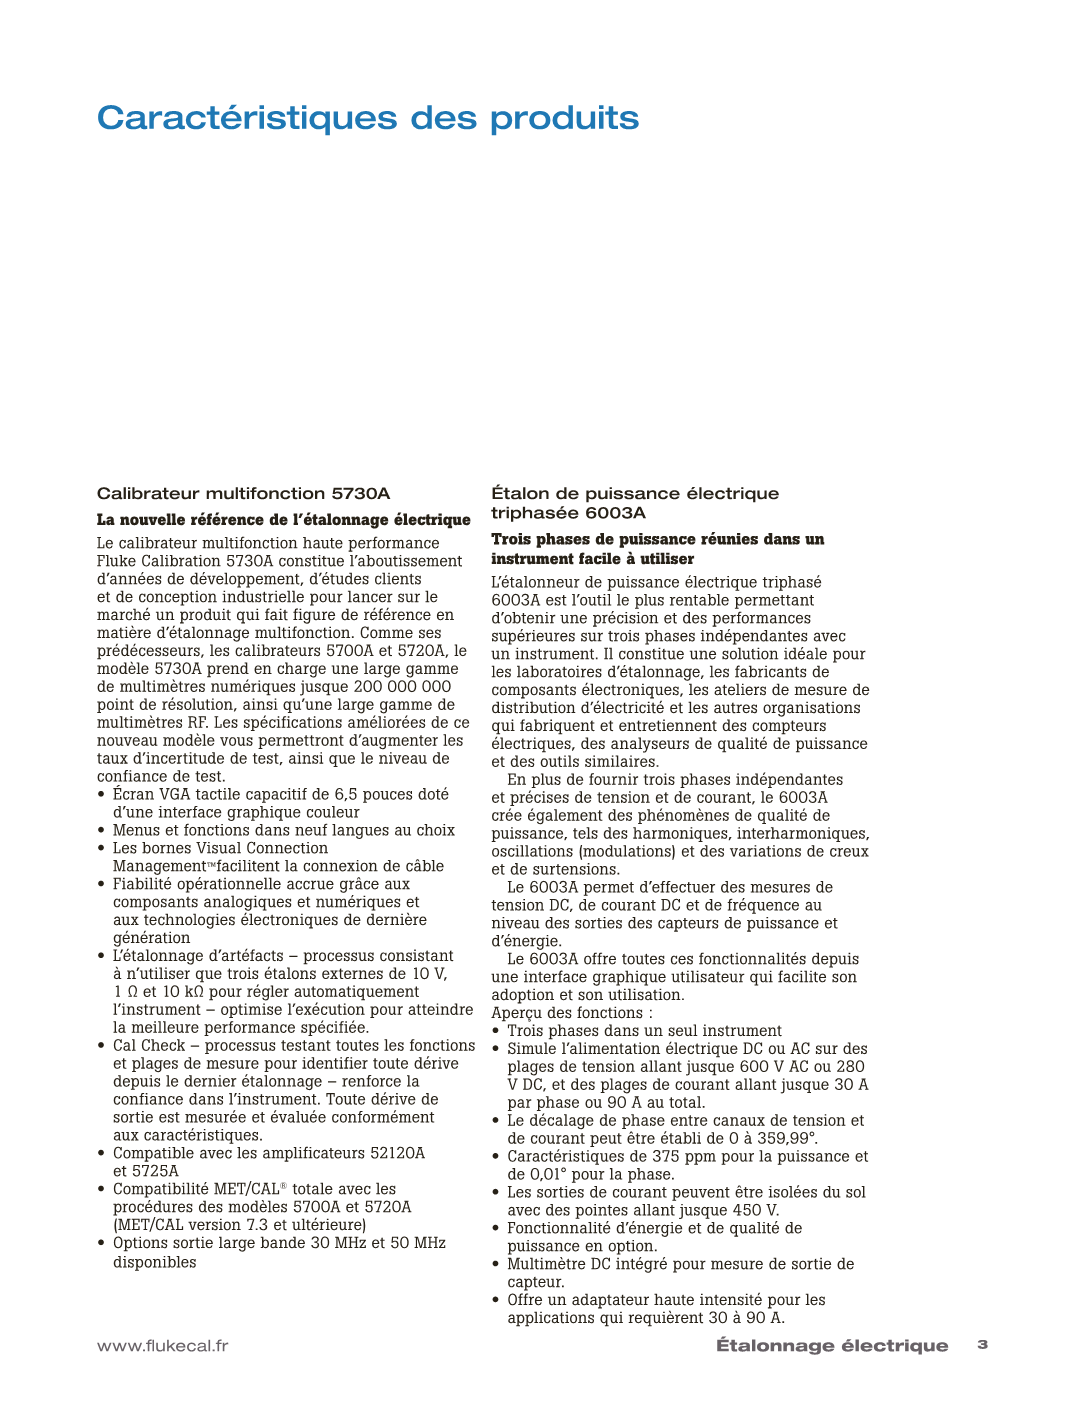 Caractéristiques des produits
Calibrateur multifonction 5730A
La nouvelle référence de l’étalonnage électrique
Le calibrateur multifonction haute performance
Fluke Calibration 5730A constitue l’aboutissement
d’années de développement, d’études clients
et de conception industrielle pour lancer sur le
marché un produit qui fait figure de référence en
matière d’étalonnage multifonction. Comme ses
prédécesseurs, les calibrateurs 5700A et 5720A, le
modèle 5730A prend en charge une large gamme
de multimètres numériques jusque 200 000 000
point de résolution, ainsi qu’une large gamme de
multimètres RF. Les spécifications améliorées de ce
nouveau modèle vous permettront d’augmenter les
taux d’incertitude de test, ainsi que le niveau de
confiance de test.
• Écran VGA tactile capacitif de 6,5 pouces doté
d’une interface graphique couleur
• Menus et fonctions dans neuf langues au choix
• Les bornes Visual Connection
Management™facilitent la connexion de câble
• Fiabilité opérationnelle accrue grâce aux
composants analogiques et numériques et
aux technologies électroniques de dernière
génération
• L’étalonnage d’artéfacts – processus consistant
à n’utiliser que trois étalons externes de 10 V,
1 Ω et 10 kΩ pour régler automatiquement
l’instrument – optimise l’exécution pour atteindre
la meilleure performance spécifiée.
• Cal Check – processus testant toutes les fonctions
et plages de mesure pour identifier toute dérive
depuis le dernier étalonnage – renforce la
confiance dans l’instrument. Toute dérive de
sortie est mesurée et évaluée conformément
aux caractéristiques.
• Compatible avec les amplificateurs 52120A
et 5725A
• Compatibilité MET/CAL® totale avec les
procédures des modèles 5700A et 5720A
(MET/CAL version 7.3 et ultérieure)
• Options sortie large bande 30 MHz et 50 MHz
disponibles
Étalon de puissance électrique
triphasée 6003A
Trois phases de puissance réunies dans un
instrument facile à utiliser
L’étalonneur de puissance électrique triphasé
6003A est l’outil le plus rentable permettant
d’obtenir une précision et des performances
supérieures sur trois phases indépendantes avec
un instrument. Il constitue une solution idéale pour
les laboratoires d’étalonnage, les fabricants de
composants électroniques, les ateliers de mesure de
distribution d’électricité et les autres organisations
qui fabriquent et entretiennent des compteurs
électriques, des analyseurs de qualité de puissance
et des outils similaires.
En plus de fournir trois phases indépendantes
et précises de tension et de courant, le 6003A
crée également des phénomènes de qualité de
puissance, tels des harmoniques, interharmoniques,
oscillations (modulations) et des variations de creux
et de surtensions.
Le 6003A permet d’effectuer des mesures de
tension DC, de courant DC et de fréquence au
niveau des sorties des capteurs de puissance et
d’énergie.
Le 6003A offre toutes ces fonctionnalités depuis
une interface graphique utilisateur qui facilite son
adoption et son utilisation.
Aperçu des fonctions :
• Trois phases dans un seul instrument
• Simule l’alimentation électrique DC ou AC sur des
plages de tension allant jusque 600 V AC ou 280
V DC, et des plages de courant allant jusque 30 A
par phase ou 90 A au total.
• Le décalage de phase entre canaux de tension et
de courant peut être établi de 0 à 359,99°.
• Caractéristiques de 375 ppm pour la puissance et
de 0,01° pour la phase.
• Les sorties de courant peuvent être isolées du sol
avec des pointes allant jusque 450 V.
• Fonctionnalité d’énergie et de qualité de
puissance en option.
• Multimètre DC intégré pour mesure de sortie de
capteur.
• Offre un adaptateur haute intensité pour les
applications qui requièrent 30 à 90 A.
www.flukecal.fr
Étalonnage électrique 3